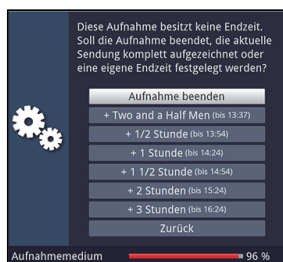 Diese Aufnahme besitzt keine Endzeit.
Soll die Aufnahme beendet, die aktuelle
Sendung komplett aufgezeichnet oder
eine eigene Endzeit festgelegt werden?
Aufnahme beenden
+ Two and a Half Men (bis 13:37)
+ 1/2 Stunde (bis 13:54)
+ 1 Stunde (bis 14:24)
+ 1 1/2 Stunde (bis 14:54)
+ 2 Stunden (bis 15:24)
+ 3 Stunden (bis 16:24)
Zurück
Aufnahmemedium 96 %